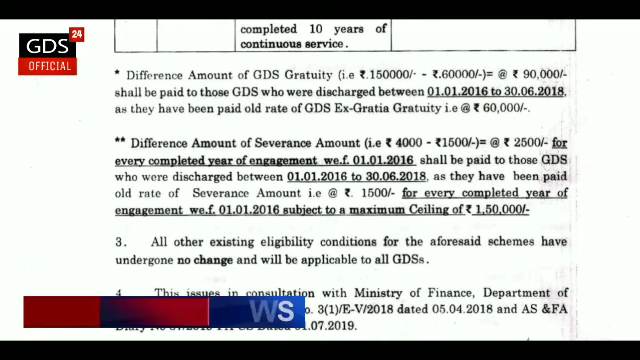 GDS
24
OFFICIAL
completed 10 years of
continuous service.
* Difference Amount of GDS Gratuity (i.e ₹.150000/- - ₹.60000/-)= @ ₹ 90,000/-
shall be paid to those GDS who were discharged between 01.01.2016 to 30.06.2018,
as they have been paid old rate of GDS Ex-Gratia Gratuity i.e @ ₹ 60,000/-.
** Difference Amount of Severance Amount (i.e ₹ 4000 - ₹1500/-)= @ ₹ 2500/- for
every completed year of engagement we.f. 01.01.2016 shall be paid to those GDS
who were discharged between 01.01.2016 to 30.06.2018, as they have been paid
old rate of Severance Amount i.e @ ₹. 1500/- for every completed year of
engagement we.f. 01.01.2016 subject to a maximum Ceiling of ₹ 1,50,000/-
3. All other existing eligibility conditions for the aforesaid schemes have
undergone no change and will be applicable to all GDSs.
4 This issues in consultation with Ministry of Finance, Department of
WS
o. 3(1)/E-V/2018 dated 05.04.2018 and AS &FA
.07.2019.